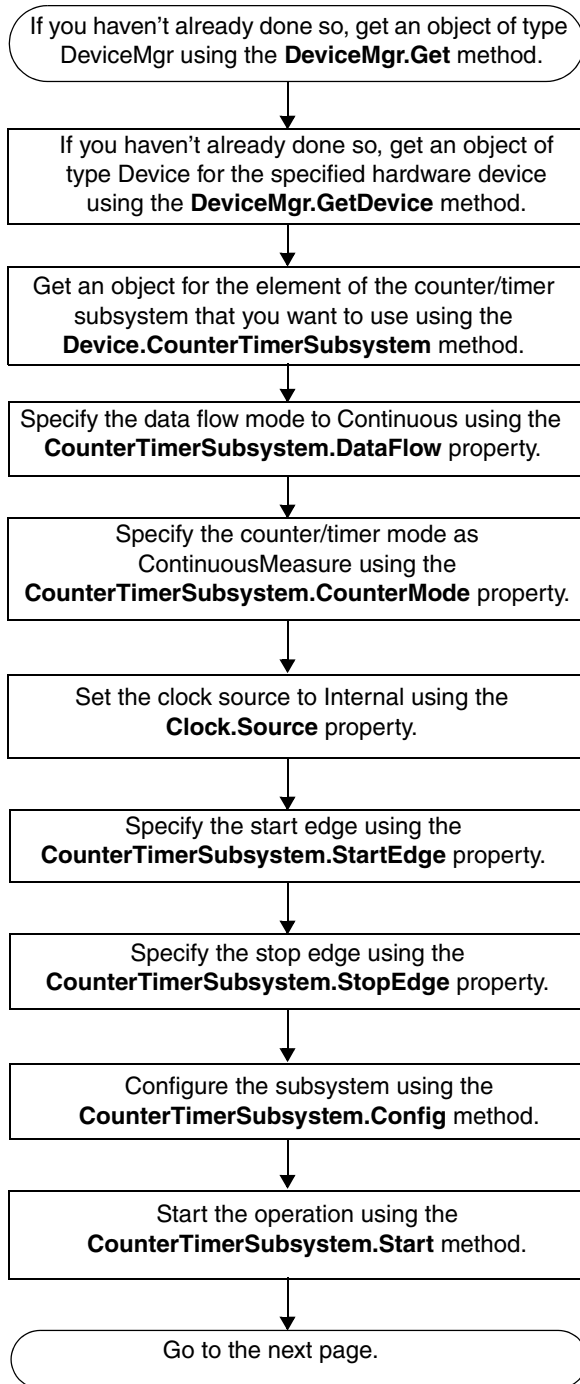 If you haven't already done so, get an object of type
DeviceMgr using the DeviceMgr.Get method.
If you haven't already done so, get an object of
type Device for the specified hardware device
using the DeviceMgr.GetDevice method.
Get an object for the element of the counter/timer
subsystem that you want to use using the
Device.CounterTimerSubsystem method.
Specify the data flow mode to Continuous using the
CounterTimerSubsystem.DataFlow property.
Specify the counter/timer mode as
ContinuousMeasure using the
CounterTimerSubsystem.CounterMode property.
Set the clock source to Internal using the
Clock.Source property.
Specify the start edge using the
CounterTimerSubsystem.StartEdge property.
Specify the stop edge using the
CounterTimerSubsystem.StopEdge property.
Configure the subsystem using the
CounterTimerSubsystem.Config method.
Start the operation using the
CounterTimerSubsystem.Start method.
Go to the next page.